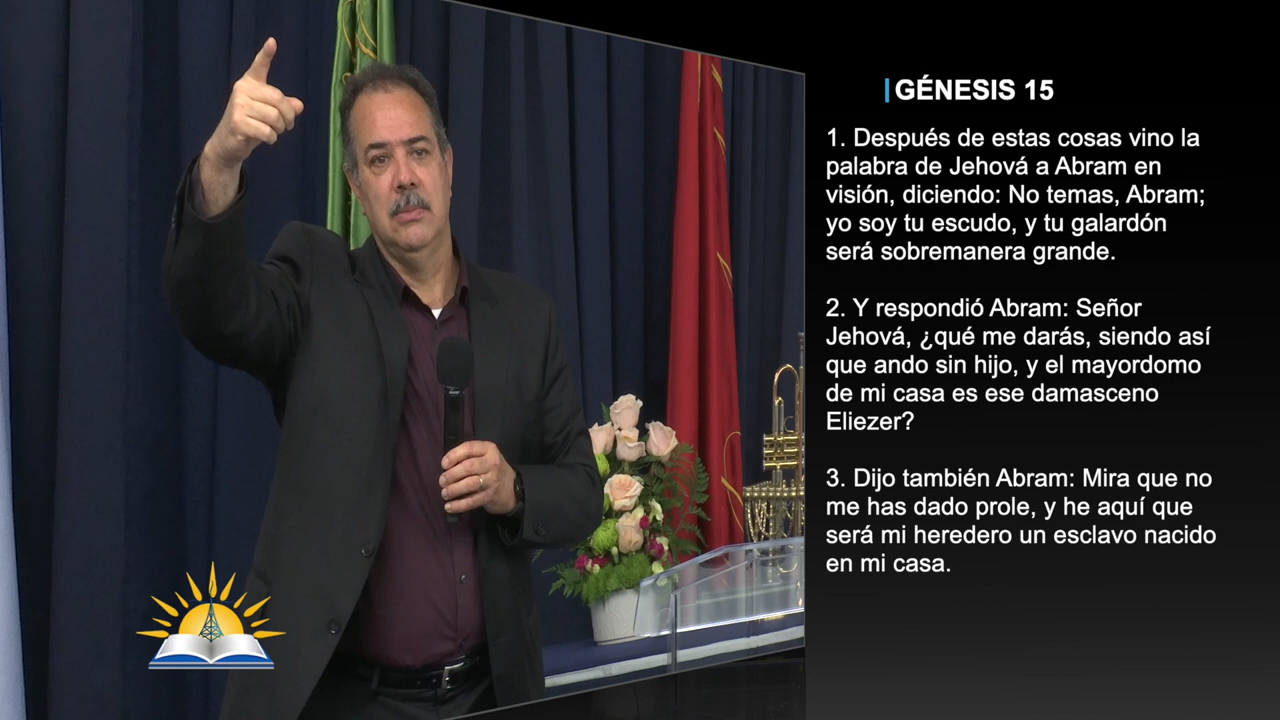 GÉNESIS 15
1. Después de estas cosas vino la
palabra de Jehová a Abram en
visión, diciendo: No temas, Abram;
yo soy tu escudo, y tu galardón
será sobremanera grande.
2. Y respondió Abram: Señor
Jehová, ¿qué me darás, siendo así
que ando sin hijo, y el mayordomo
de mi casa es ese damasceno
Eliezer?
3. Dijo también Abram: Mira que no
me has dado prole, y he aquí que
será mi heredero un esclavo nacido
en mi casa.